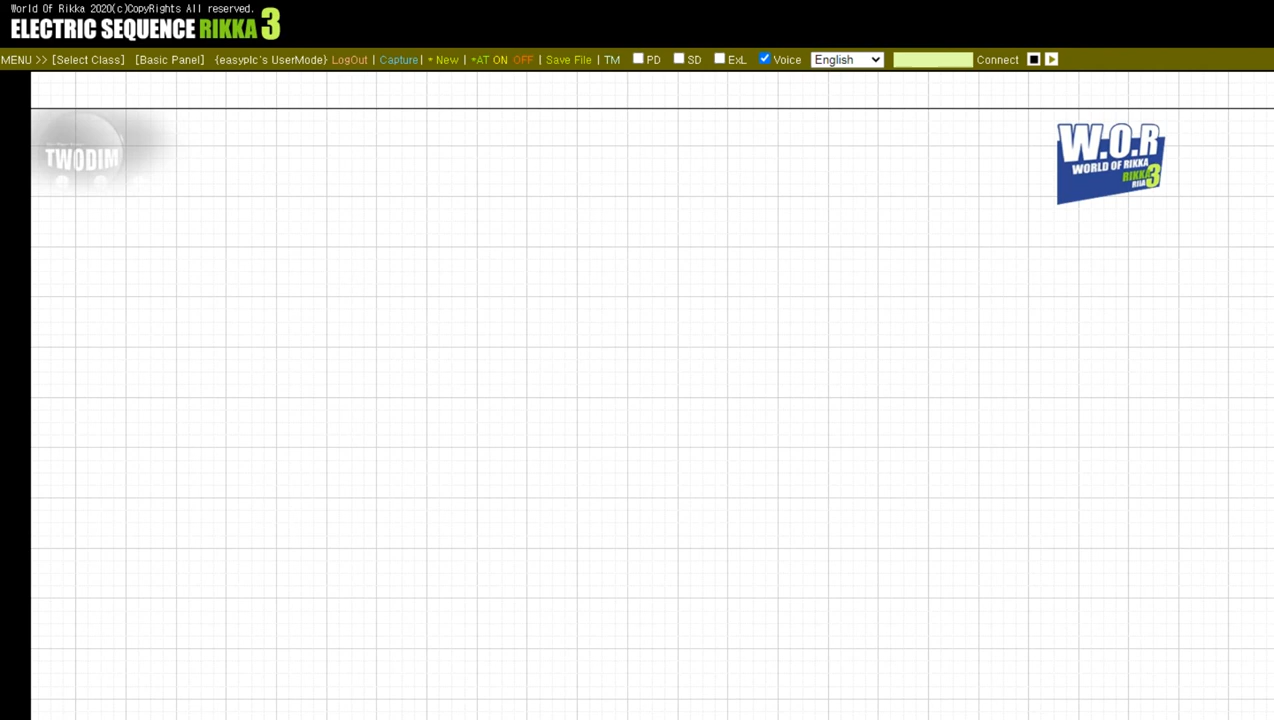 World Of Rikka 2020(c)CopyRights All reserved.
ELECTRIC SEQUENCE RIKKA 3
MENU >> [Select Class] [Basic Panel] {easyplc's UserMode} LogOut | Capture | * New | *AT ON OFF | Save File | TM PD SD ExL Voice English Connect
TWODIM
W.O.R
WORLD OF RIKKA
RIKKA 3